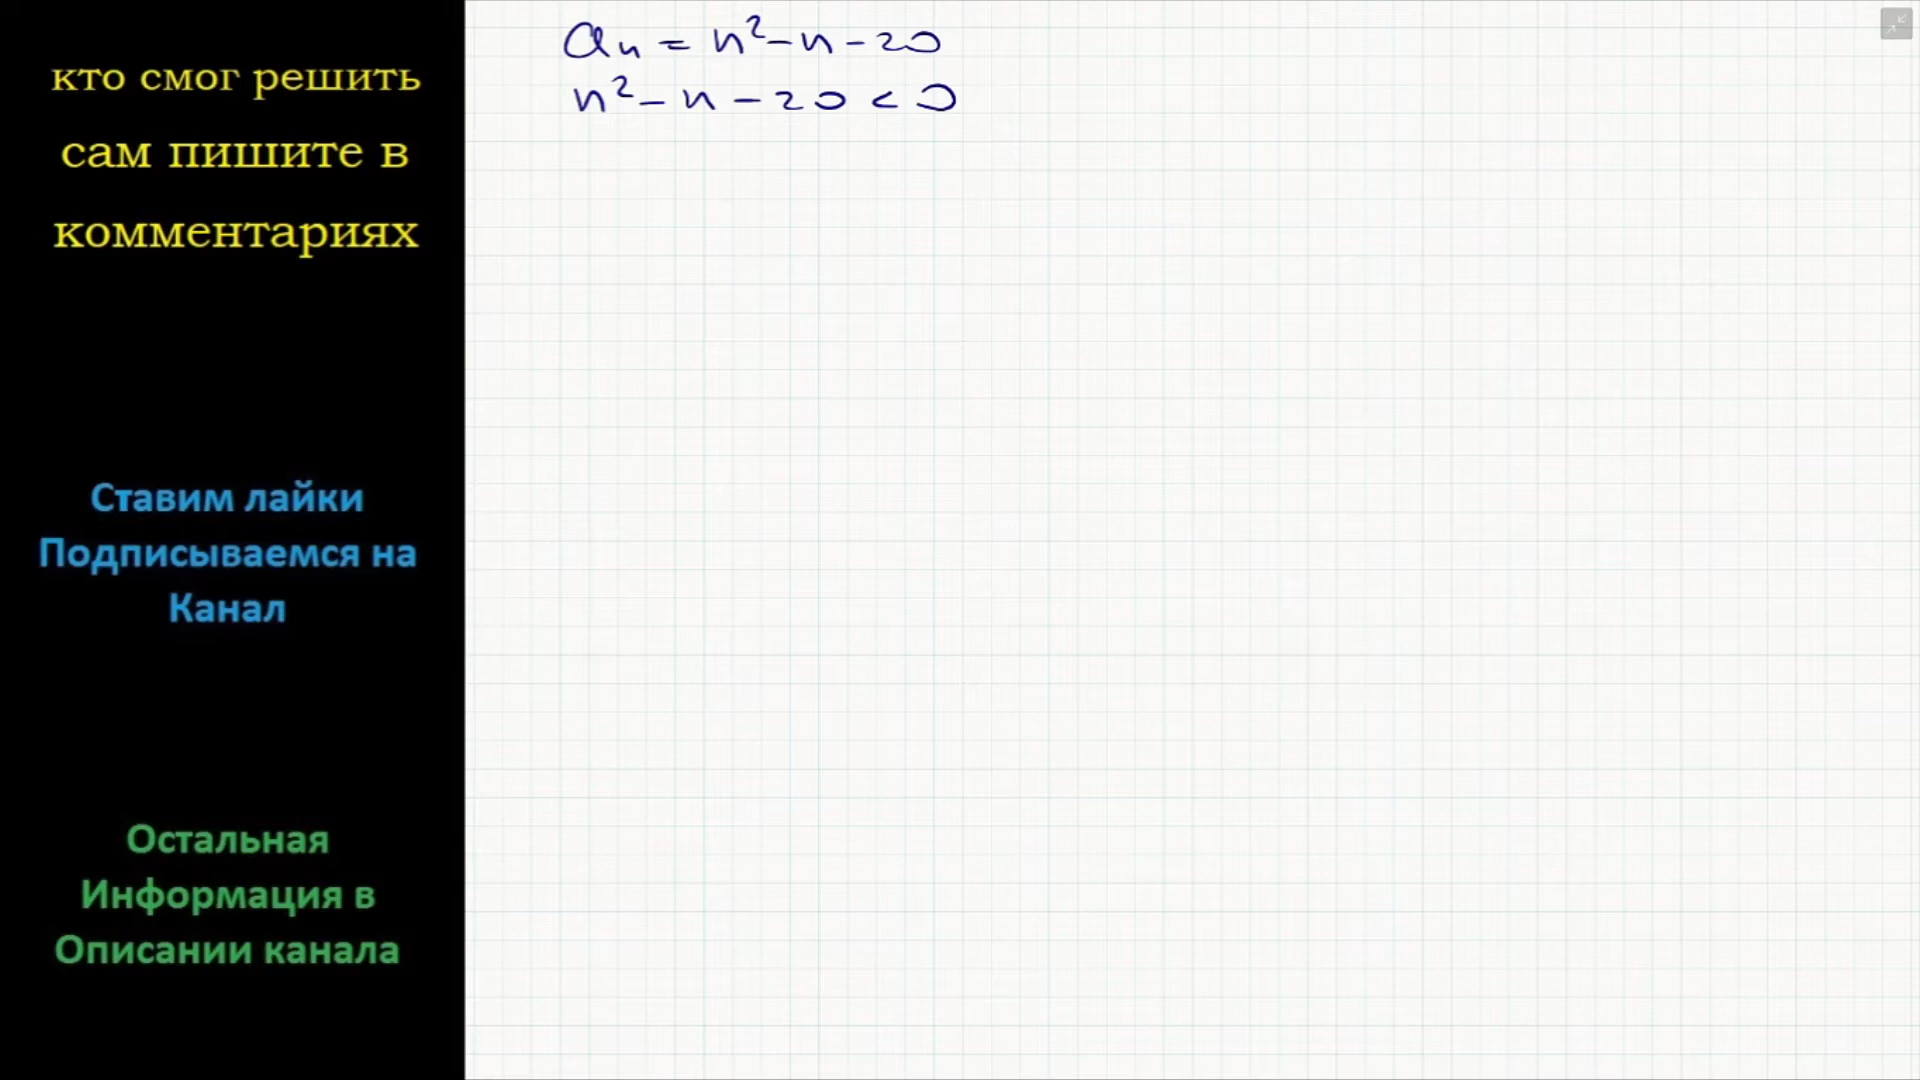 кто смог решить
сам пишите в
комментариях
Ставим лайки
Подписываемся на
Канал
Остальная
Информация в
Описании канала
aₙ = n² - n - 20
n² - n - 20 < 0